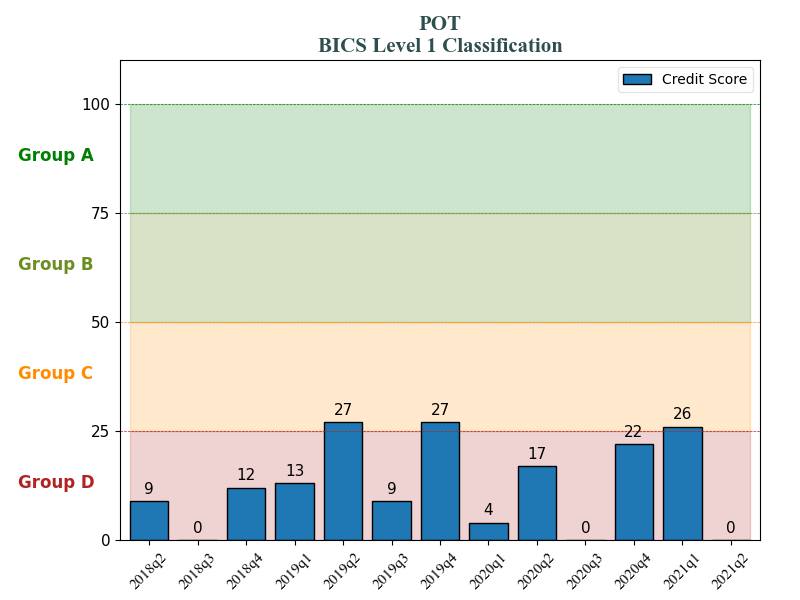 POT
BICS Level 1 Classification
Credit Score
100
Group A
75
Group B
50
Group C
25
Group D
0
9
0
12
13
27
9
27
4
17
0
22
26
0
2018q2
2018q3
2018q4
2019q1
2019q2
2019q3
2019q4
2020q1
2020q2
2020q3
2020q4
2021q1
2021q2